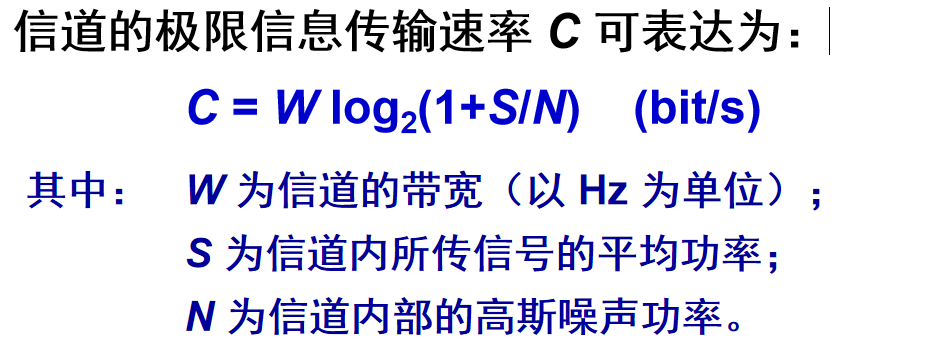 信道的极限信息传输速率 C 可表达为：
C = W log₂(1+S/N) (bit/s)
其中： W 为信道的带宽（以 Hz 为单位）；
S 为信道内所传信号的平均功率；
N 为信道内部的高斯噪声功率。